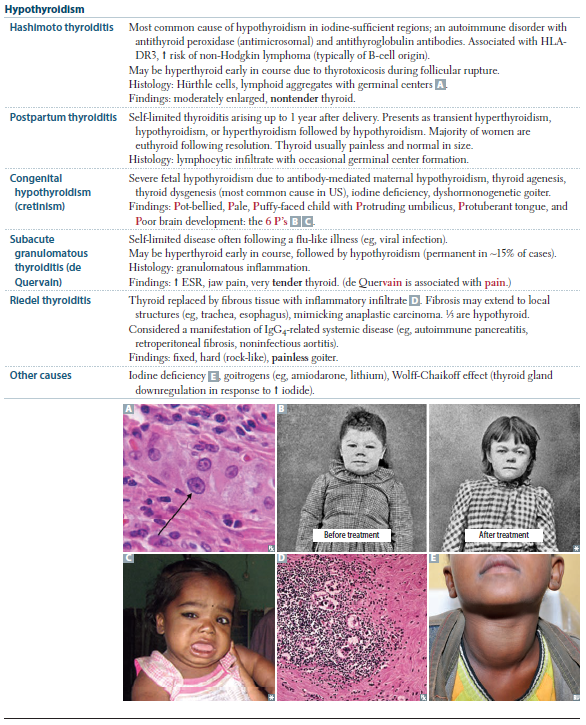 Hypothyroidism
Hashimoto thyroiditis
Most common cause of hypothyroidism in iodine-sufficient regions; an autoimmune disorder with
antithyroid peroxidase (antimicrosomal) and antithyroglobulin antibodies. Associated with HLA-
DR3, ↑ risk of non-Hodgkin lymphoma (typically of B-cell origin).
May be hyperthyroid early in course due to thyrotoxicosis during follicular rupture.
Histology: Hürthle cells, lymphoid aggregates with germinal centers A.
Findings: moderately enlarged, nontender thyroid.
Postpartum thyroiditis
Self-limited thyroiditis arising up to 1 year after delivery. Presents as transient hyperthyroidism,
hypothyroidism, or hyperthyroidism followed by hypothyroidism. Majority of women are
euthyroid following resolution. Thyroid usually painless and normal in size.
Histology: lymphocytic infiltrate with occasional germinal center formation.
Congenital
hypothyroidism
(cretinism)
Severe fetal hypothyroidism due to antibody-mediated maternal hypothyroidism, thyroid agenesis,
thyroid dysgenesis (most common cause in US), iodine deficiency, dyshormonogenetic goiter.
Findings: Pot-bellied, Pale, Puffy-faced child with Protruding umbilicus, Protuberant tongue, and
Poor brain development: the 6 P's B C.
Subacute
granulomatous
thyroiditis (de
Quervain)
Self-limited disease often following a flu-like illness (eg, viral infection).
May be hyperthyroid early in course, followed by hypothyroidism (permanent in ~15% of cases).
Histology: granulomatous inflammation.
Findings: ↑ ESR, jaw pain, very tender thyroid. (de Quervain is associated with pain.)
Riedel thyroiditis
Thyroid replaced by fibrous tissue with inflammatory infiltrate D. Fibrosis may extend to local
structures (eg, trachea, esophagus), mimicking anaplastic carcinoma. ⅓ are hypothyroid.
Considered a manifestation of IgG₄-related systemic disease (eg, autoimmune pancreatitis,
retroperitoneal fibrosis, noninfectious aortitis).
Findings: fixed, hard (rock-like), painless goiter.
Other causes
Iodine deficiency E, goitrogens (eg, amiodarone, lithium), Wolff-Chaikoff effect (thyroid gland
downregulation in response to ↑ iodide).
A
B
Before treatment
After treatment
C
D
E